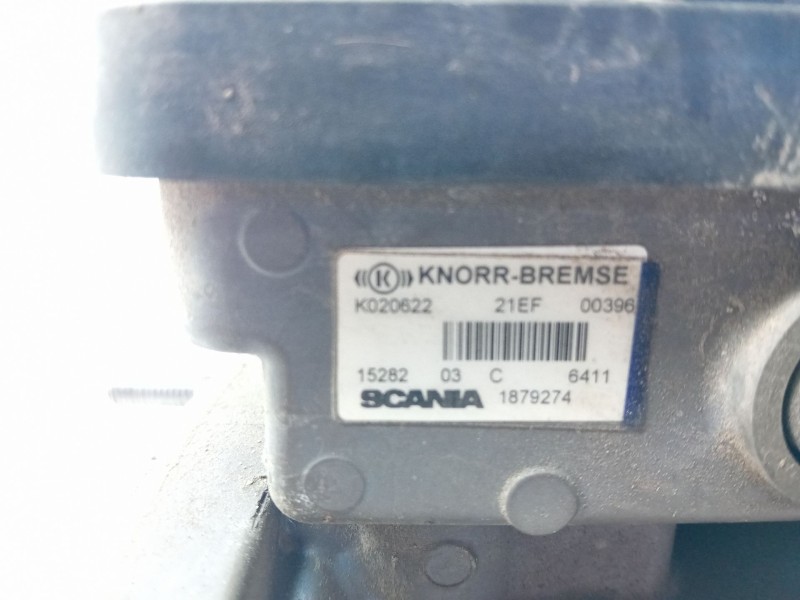 K KNORR-BREMSE
K020622 21EF 00396
15282 03 C 6411
SCANIA 1879274